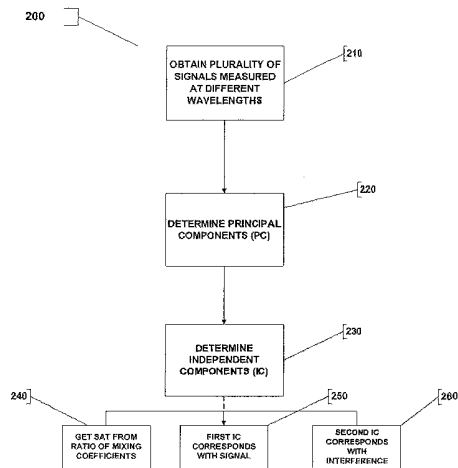 200
210
OBTAIN PLURALITY OF
SIGNALS MEASURED
AT DIFFERENT
WAVELENGTHS
220
DETERMINE PRINCIPAL
COMPONENTS (PC)
230
DETERMINE
INDEPENDENT
COMPONENTS (IC)
240
250
260
GET SAT FROM
RATIO OF MIXING
COEFFICIENTS
FIRST IC
CORRESPONDS
WITH SIGNAL
SECOND IC
CORRESPONDS
WITH
INTERFERENCE